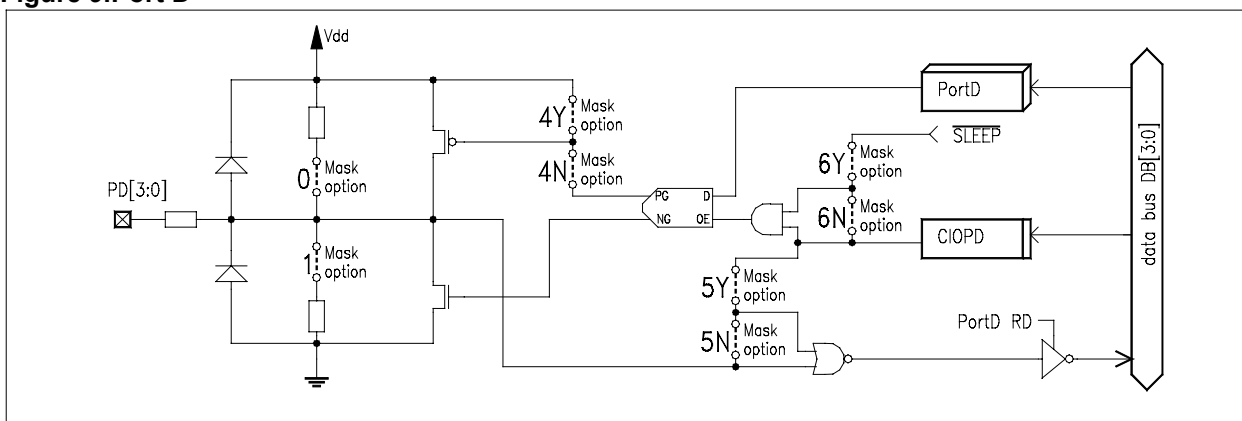 Vdd
PortD
4Y Mask option
SLEEP
4N Mask option
6Y Mask option
0 Mask option
PD[3:0]
PG D
NG OE
6N Mask option
CIOPD
1 Mask option
5Y Mask option
5N Mask option
PortD RD
data bus DB[3:0]